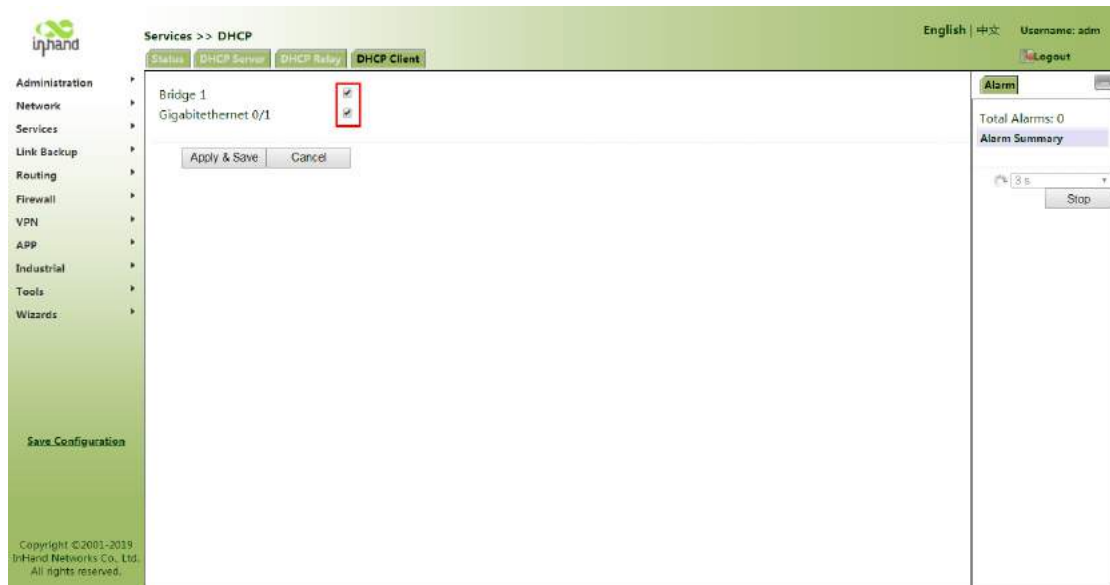 inhand
Services >> DHCP
English | 中文 Username: adm
Logout
Status DHCP Server DHCP Relay DHCP Client
Administration
Network
Services
Link Backup
Routing
Firewall
VPN
APP
Industrial
Tools
Wizards
Save Configuration
Copyright ©2001-2019
InHand Networks Co., Ltd.
All rights reserved.
Bridge 1
Gigabitethernet 0/1
Apply & Save Cancel
Alarm
Total Alarms: 0
Alarm Summary
3 s
Stop